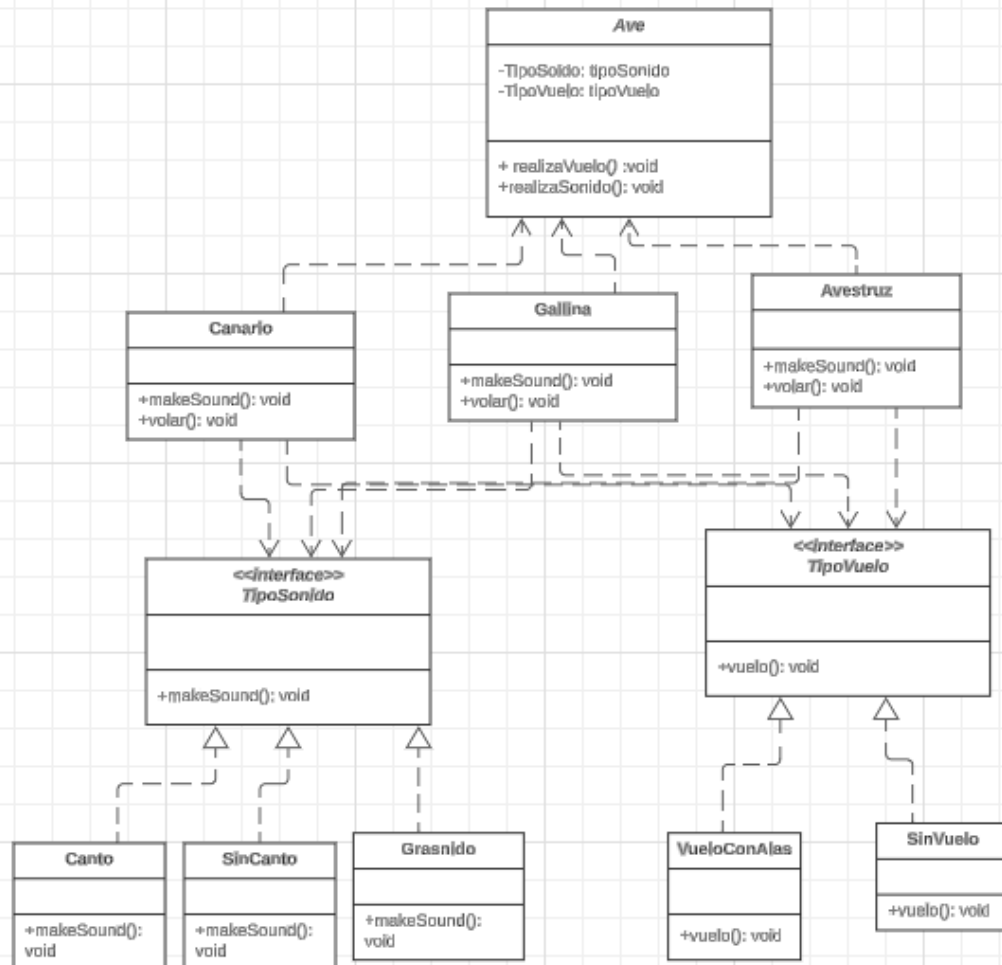 Ave
-TipoSoido: tipoSonido
-TipoVuelo: tipoVuelo
+ realizaVuelo() :void
+realizaSonido(): void
Canario
+makeSound(): void
+volar(): void
Gallina
+makeSound(): void
+volar(): void
Avestruz
+makeSound(): void
+volar(): void
<<interface>>
TipoSonido
+makeSound(): void
<<interface>>
TipoVuelo
+vuelo(): void
Canto
+makeSound():
void
SinCanto
+makeSound():
void
Grasnido
+makeSound():
void
VueloConAlas
+vuelo(): void
SinVuelo
+vuelo(): void